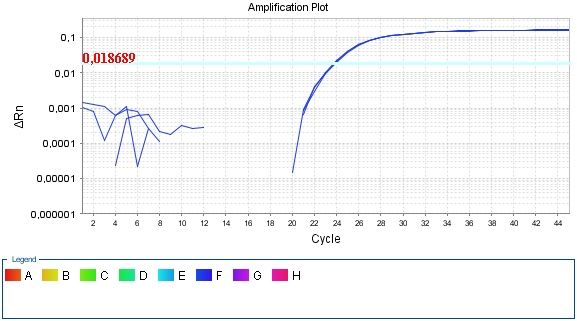 Amplification Plot
0,1
0,018689
0,01
0,001
0,0001
0,00001
0,000001
ΔRn
2 4 6 8 10 12 14 16 18 20 22 24 26 28 30 32 34 36 38 40 42 44
Cycle
Legend
A B C D E F G H